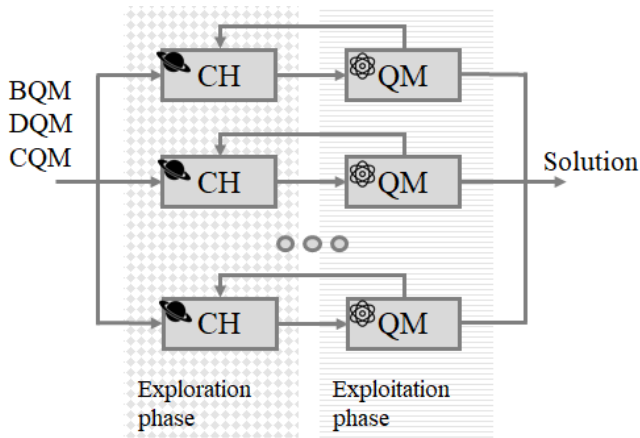 BQM
DQM
CQM
CH
QM
CH
QM
Solution
CH
QM
Exploration
phase
Exploitation
phase